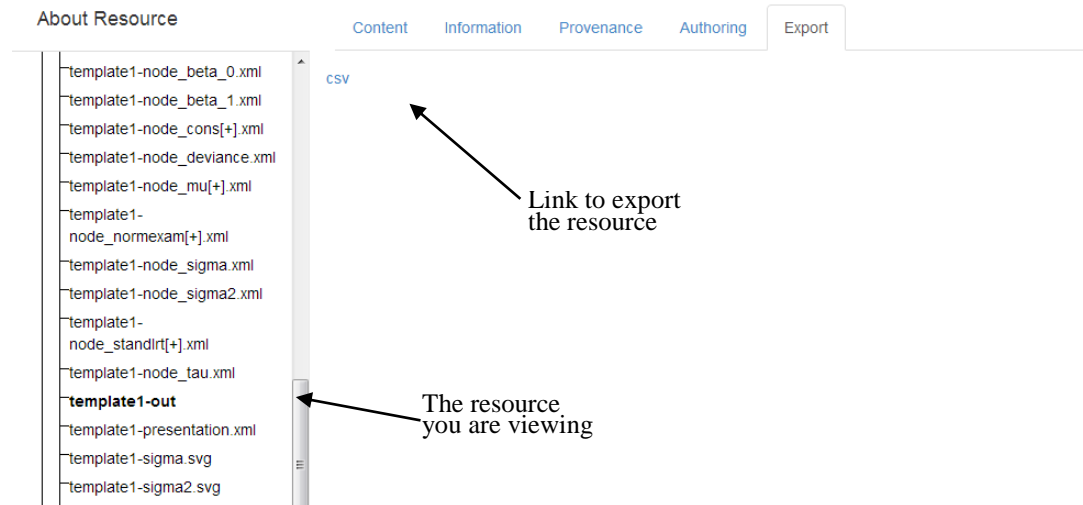 About Resource
Content Information Provenance Authoring Export
template1-node_beta_0.xml
template1-node_beta_1.xml
template1-node_cons[+].xml
template1-node_deviance.xml
template1-node_mu[+].xml
template1-
node_normexam[+].xml
template1-node_sigma.xml
template1-node_sigma2.xml
template1-
node_standlrt[+].xml
template1-node_tau.xml
template1-out
template1-presentation.xml
template1-sigma.svg
template1-sigma2.svg
csv
Link to export
the resource
The resource
you are viewing